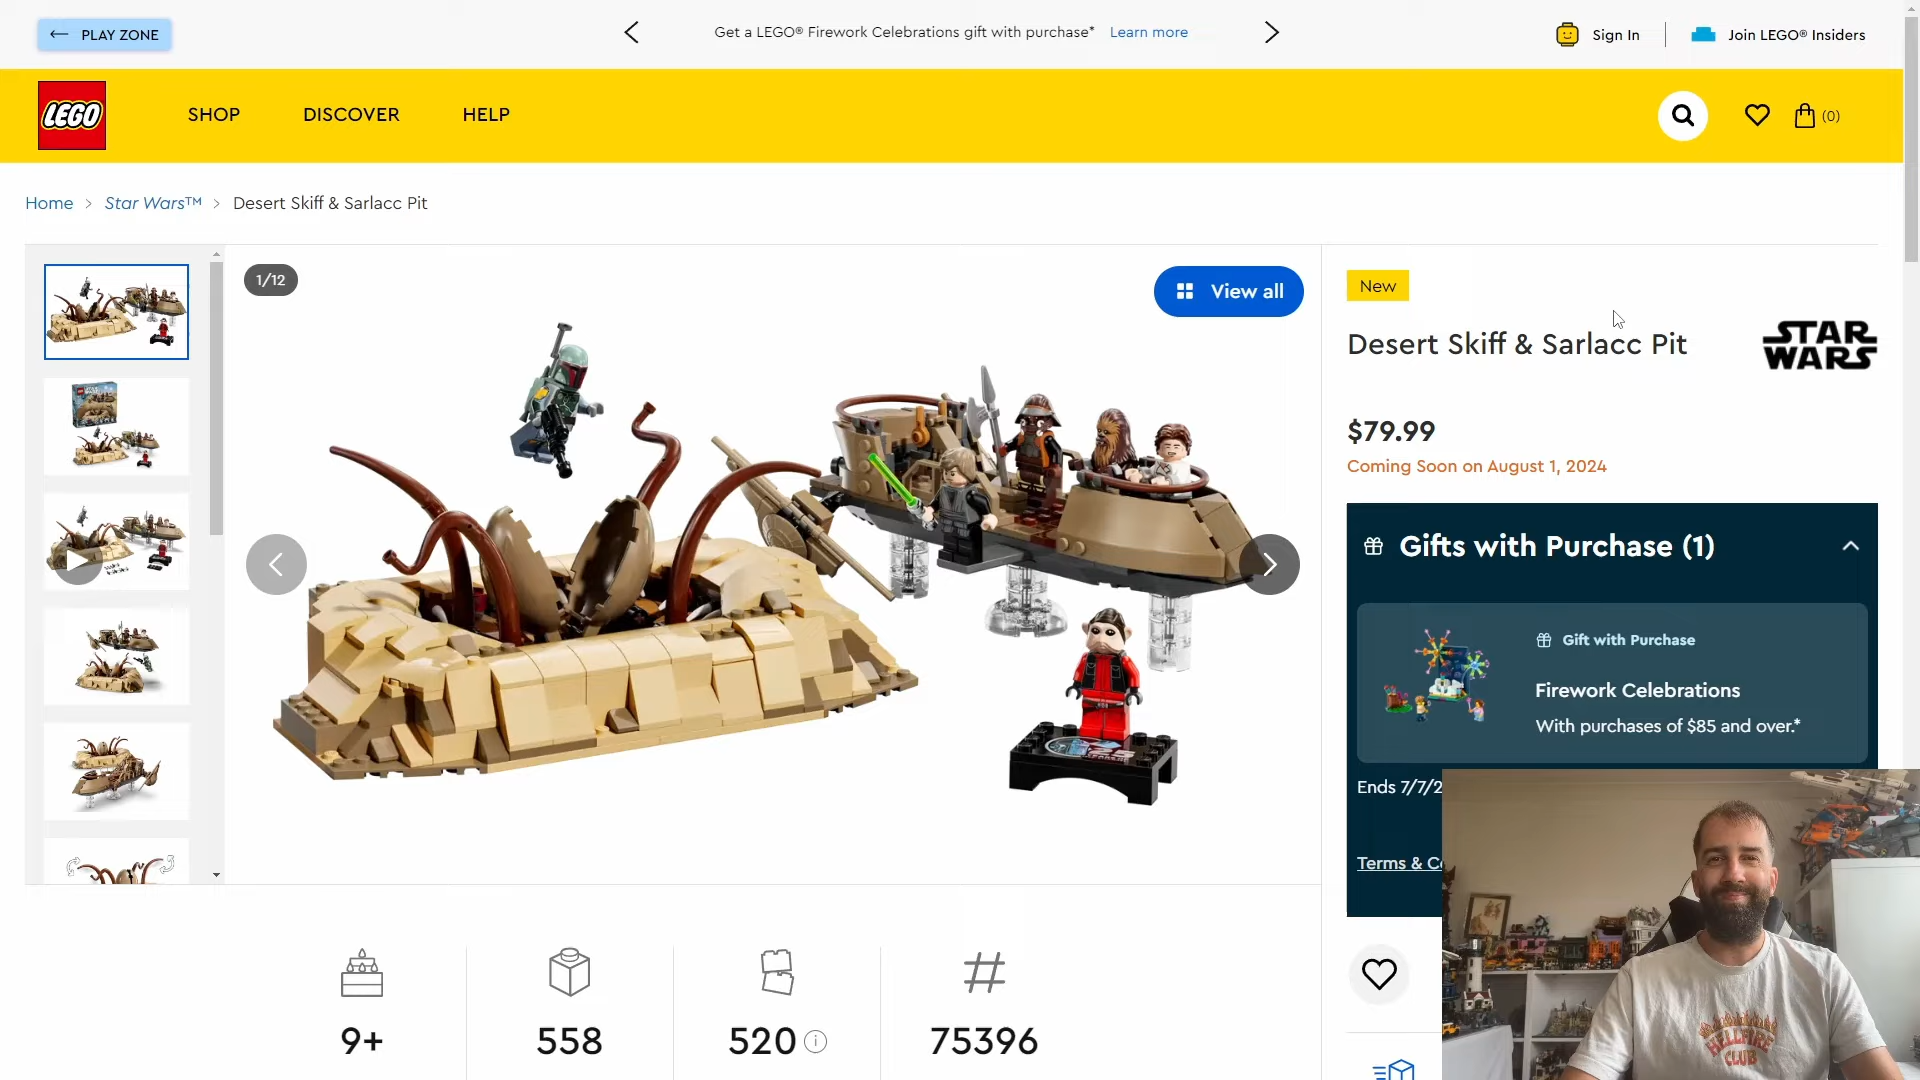 PLAY ZONE
Get a LEGO® Firework Celebrations gift with purchase* Learn more
Sign In
Join LEGO® Insiders
LEGO
SHOP
DISCOVER
HELP
(0)
Home > Star Wars™ > Desert Skiff & Sarlacc Pit
1/12
View all
New
Desert Skiff & Sarlacc Pit
STAR
WARS
$79.99
Coming Soon on August 1, 2024
Gifts with Purchase (1)
Gift with Purchase
Firework Celebrations
With purchases of $85 and over.*
Ends 7/7/2
Terms & Co
9+
558
520
75396
HELLFIRE
CLUB